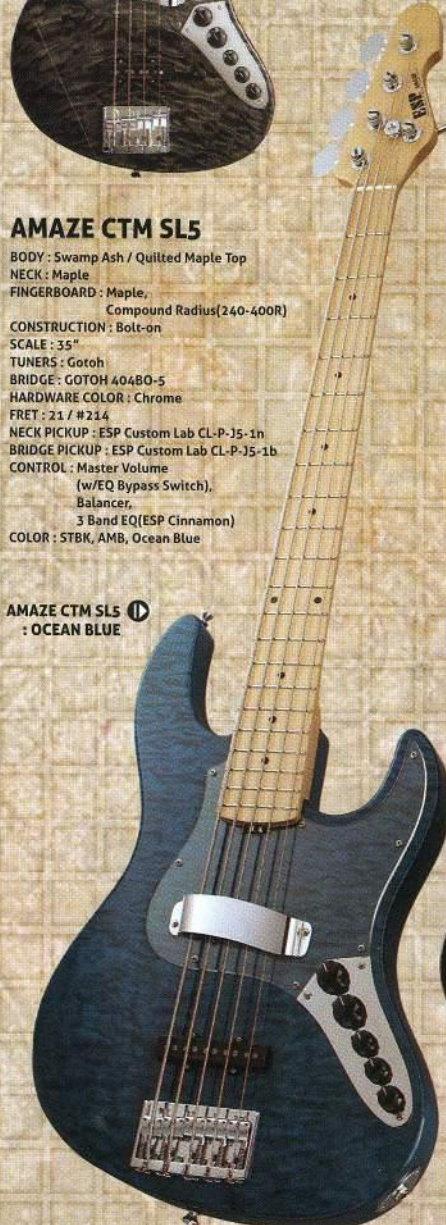 ESP
AMAZE CTM SL5
BODY : Swamp Ash / Quilted Maple Top
NECK : Maple
FINGERBOARD : Maple,
Compound Radius(240-400R)
CONSTRUCTION : Bolt-on
SCALE : 35"
TUNERS : Gotoh
BRIDGE : GOTOH 404BO-5
HARDWARE COLOR : Chrome
FRET : 21 / #214
NECK PICKUP : ESP Custom Lab CL-P-J5-1n
BRIDGE PICKUP : ESP Custom Lab CL-P-J5-1b
CONTROL : Master Volume
(w/EQ Bypass Switch),
Balancer,
3 Band EQ(ESP Cinnamon)
COLOR : STBK, AMB, Ocean Blue
AMAZE CTM SL5
: OCEAN BLUE